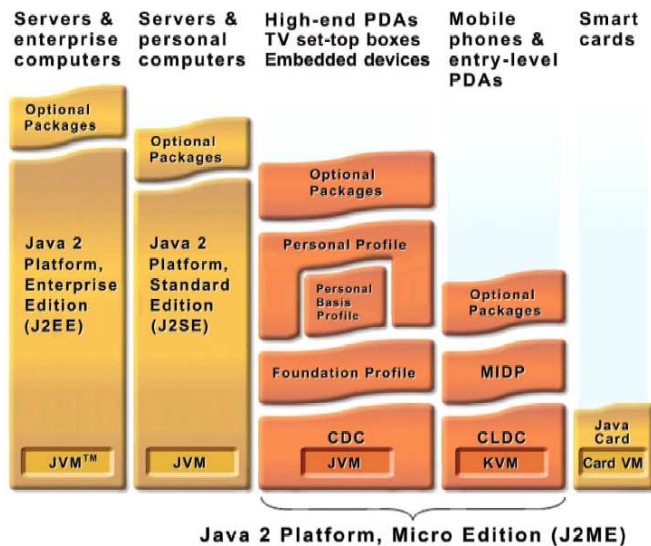 Servers &
enterprise
computers
Servers &
personal
computers
High-end PDAs
TV set-top boxes
Embedded devices
Mobile
phones &
entry-level
PDAs
Smart
cards
Optional
Packages
Java 2
Platform,
Enterprise
Edition
(J2EE)
JVM™
Optional
Packages
Java 2
Platform,
Standard
Edition
(J2SE)
JVM
Optional
Packages
Personal Profile
Personal
Basis
Profile
Foundation Profile
CDC
JVM
Optional
Packages
MIDP
CLDC
KVM
Java
Card
Card VM
Java 2 Platform, Micro Edition (J2ME)